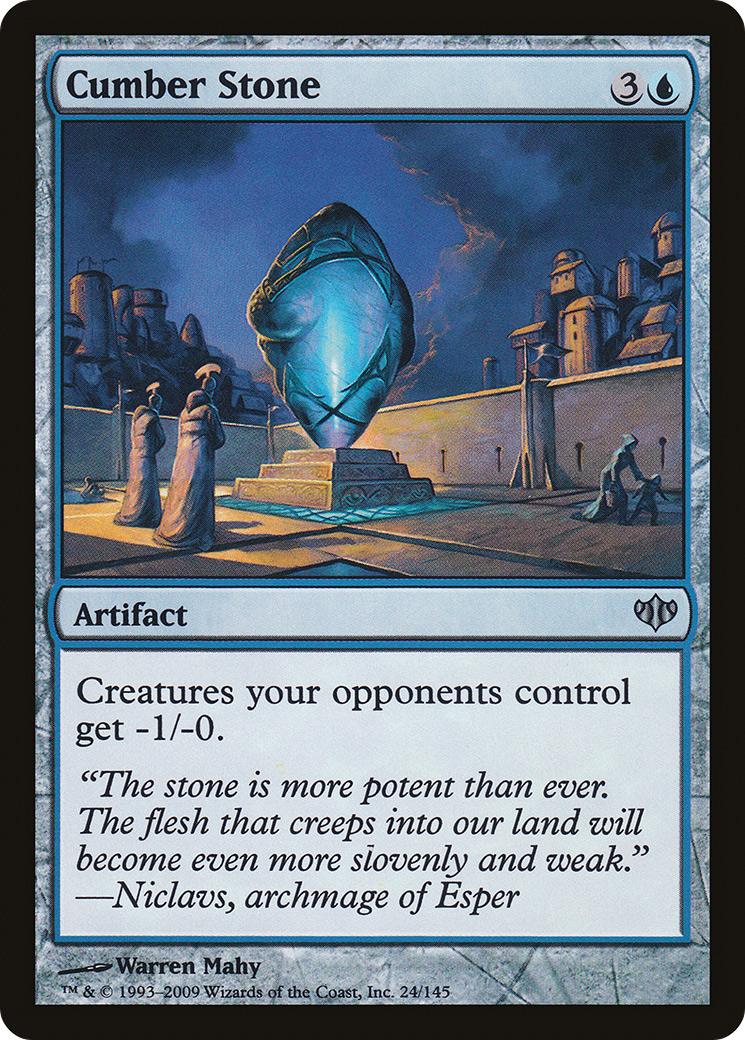 Cumber Stone 3
Artifact
Creatures your opponents control
get -1/-0.
“The stone is more potent than ever.
The flesh that creeps into our land will
become even more slovenly and weak.”
—Niclavs, archmage of Esper
Warren Mahy
™ & © 1993–2009 Wizards of the Coast, Inc. 24/145